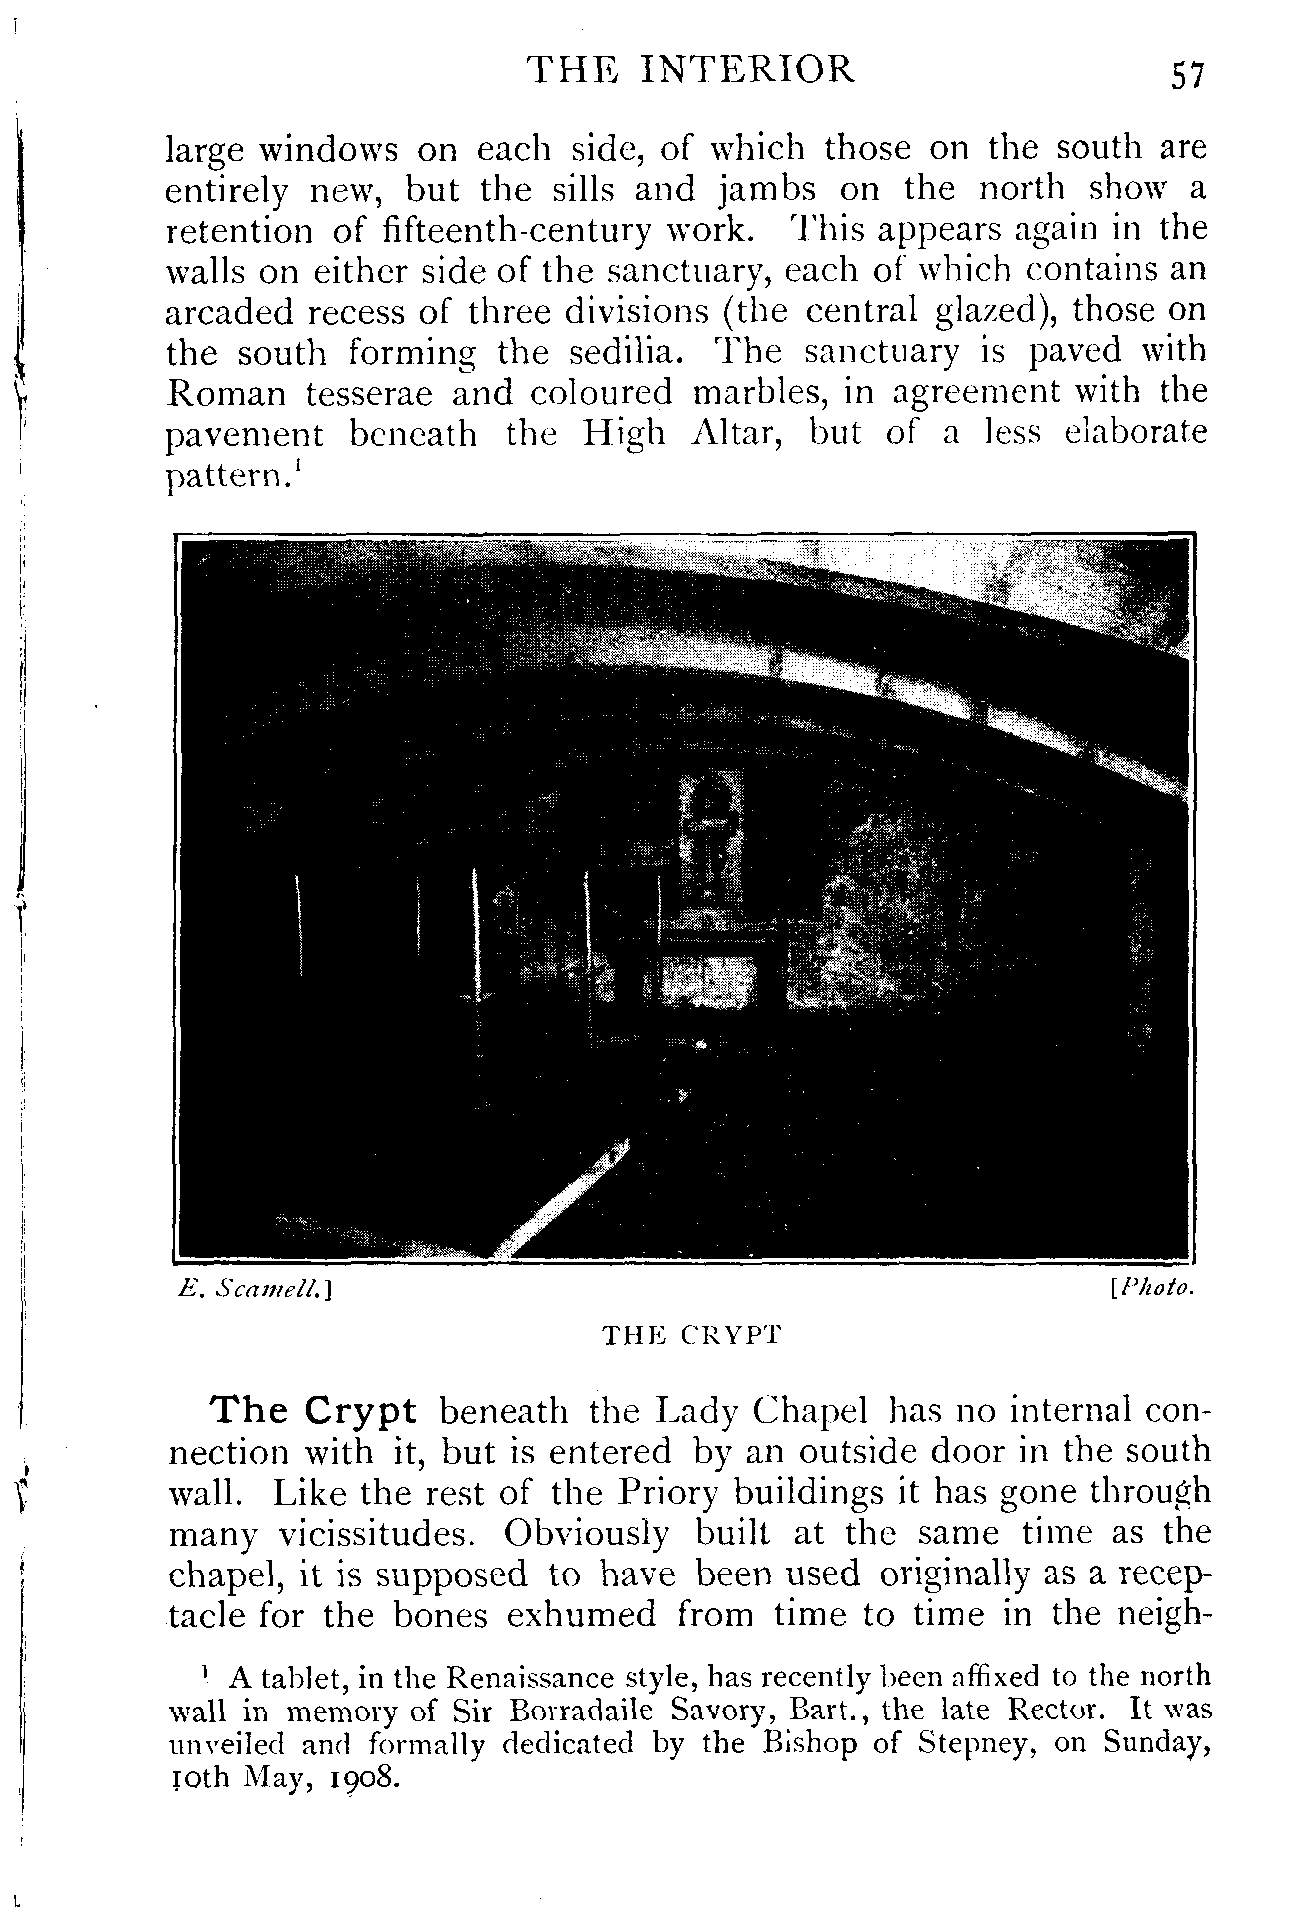 THE INTERIOR 57
large windows on each side, of which those on the south are
entirely new, but the sills and jambs on the north show a
retention of fifteenth-century work. This appears again in the
walls on either side of the sanctuary, each of which contains an
arcaded recess of three divisions (the central glazed), those on
the south forming the sedilia. The sanctuary is paved with
Roman tesserae and coloured marbles, in agreement with the
pavement beneath the High Altar, but of a less elaborate
pattern.¹
E. Scamell.] [Photo.
THE CRYPT
The Crypt beneath the Lady Chapel has no internal con-
nection with it, but is entered by an outside door in the south
wall. Like the rest of the Priory buildings it has gone through
many vicissitudes. Obviously built at the same time as the
chapel, it is supposed to have been used originally as a recep-
tacle for the bones exhumed from time to time in the neigh-
¹ A tablet, in the Renaissance style, has recently been affixed to the north
wall in memory of Sir Borradaile Savory, Bart., the late Rector. It was
unveiled and formally dedicated by the Bishop of Stepney, on Sunday,
10th May, 1908.